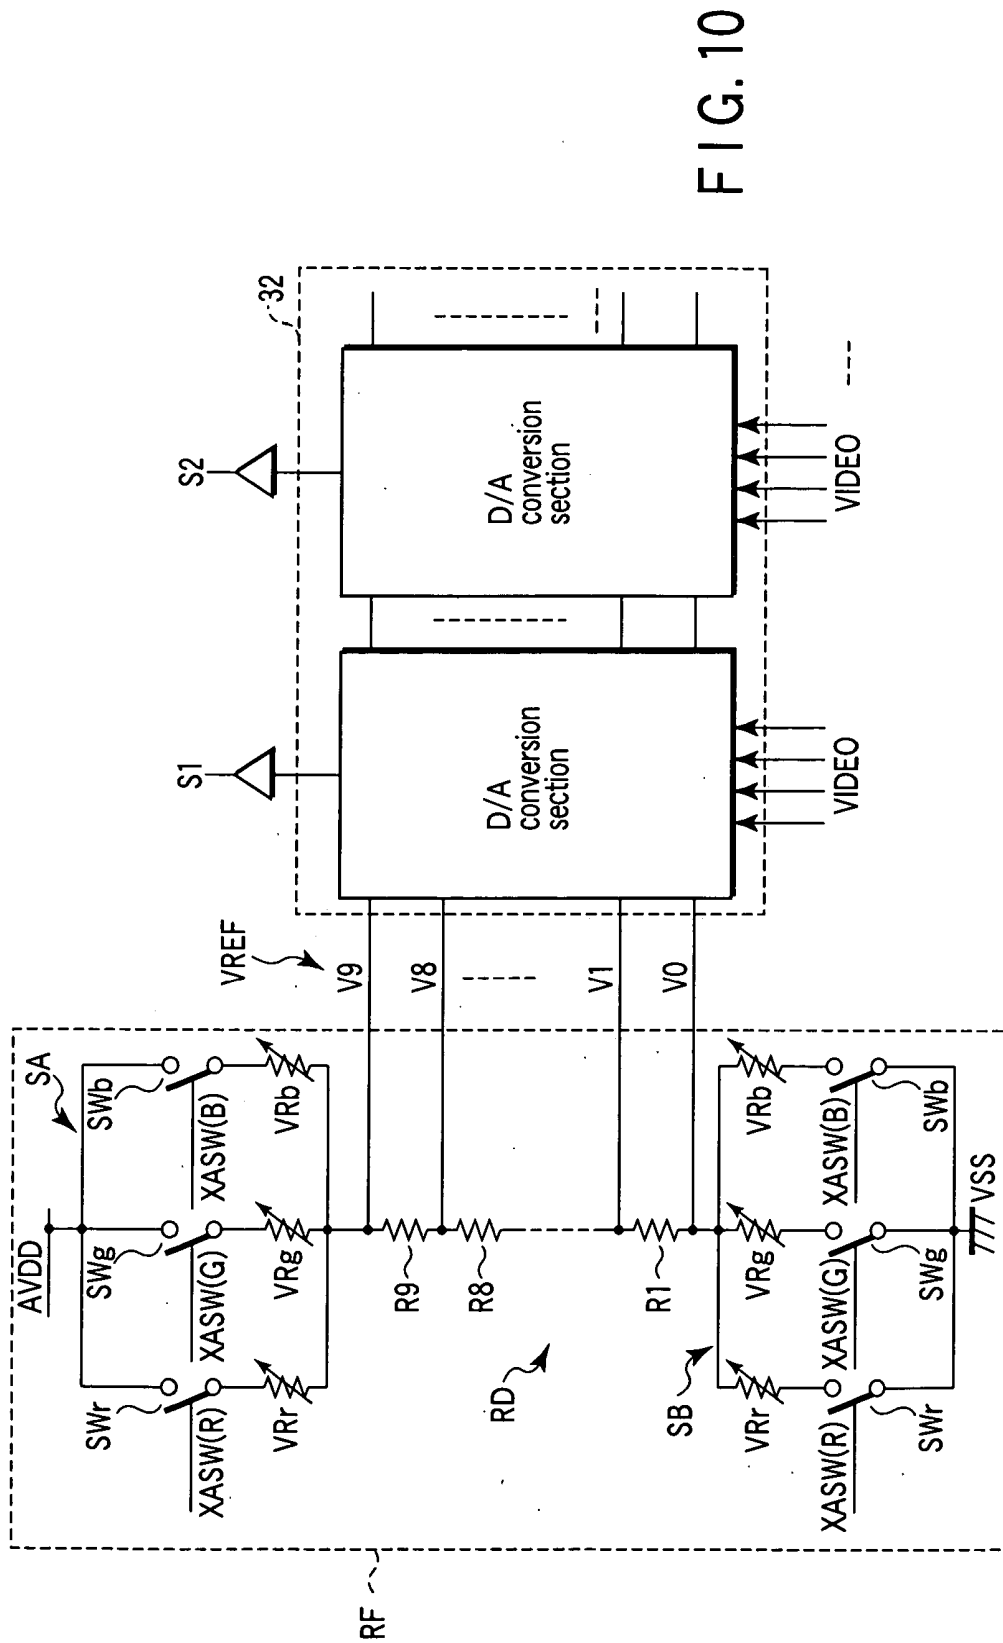 RF
AVDD
SA
SWr
SWg
SWb
XASW(R)
XASW(G)
XASW(B)
VRr
VRg
VRb
VREF
V9
V8
V1
V0
R9
R8
R1
RD
SB
VRr
VRg
VRb
XASW(R)
XASW(G)
XASW(B)
SWr
SWg
SWb
VSS
S1
S2
32
D/A
conversion
section
D/A
conversion
section
VIDEO
VIDEO
FIG. 10